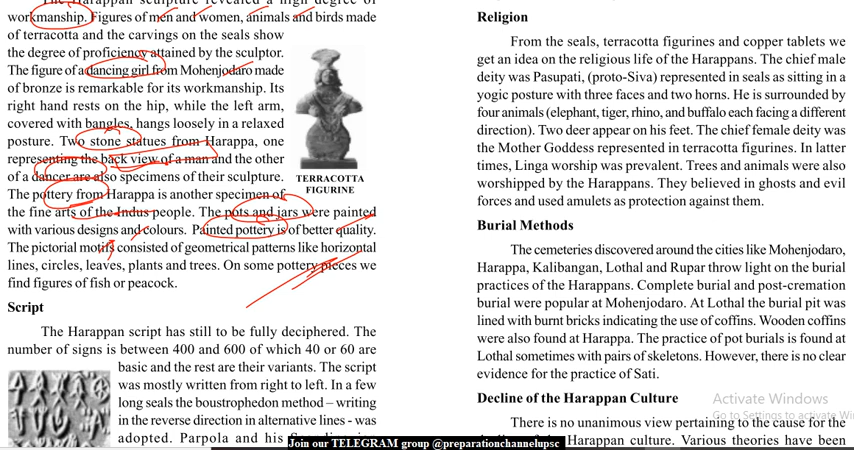 The Harappan sculpture revealed a high degree of
workmanship. Figures of men and women, animals and birds made
of terracotta and the carvings on the seals show
the degree of proficiency attained by the sculptor.
The figure of a dancing girl from Mohenjodaro made
of bronze is remarkable for its workmanship. Its
right hand rests on the hip, while the left arm,
covered with bangles, hangs loosely in a relaxed
posture. Two stone statues from Harappa, one
representing the back view of a man and the other
of a dancer are also specimens of their sculpture.
The pottery from Harappa is another specimen of
the fine arts of the Indus people. The pots and jars were painted
with various designs and colours. Painted pottery is of better quality.
The pictorial motifs consisted of geometrical patterns like horizontal
lines, circles, leaves, plants and trees. On some pottery pieces we
find figures of fish or peacock.
TERRACOTTA
FIGURINE
Script
The Harappan script has still to be fully deciphered. The
number of signs is between 400 and 600 of which 40 or 60 are
basic and the rest are their variants. The script
was mostly written from right to left. In a few
long seals the boustrophedon method – writing
in the reverse direction in alternative lines - was
adopted. Parpola and his
Religion
From the seals, terracotta figurines and copper tablets we
get an idea on the religious life of the Harappans. The chief male
deity was Pasupati, (proto-Siva) represented in seals as sitting in a
yogic posture with three faces and two horns. He is surrounded by
four animals (elephant, tiger, rhino, and buffalo each facing a different
direction). Two deer appear on his feet. The chief female deity was
the Mother Goddess represented in terracotta figurines. In latter
times, Linga worship was prevalent. Trees and animals were also
worshipped by the Harappans. They believed in ghosts and evil
forces and used amulets as protection against them.
Burial Methods
The cemeteries discovered around the cities like Mohenjodaro,
Harappa, Kalibangan, Lothal and Rupar throw light on the burial
practices of the Harappans. Complete burial and post-cremation
burial were popular at Mohenjodaro. At Lothal the burial pit was
lined with burnt bricks indicating the use of coffins. Wooden coffins
were also found at Harappa. The practice of pot burials is found at
Lothal sometimes with pairs of skeletons. However, there is no clear
evidence for the practice of Sati.
Decline of the Harappan Culture
There is no unanimous view pertaining to the cause for the
Harappan culture. Various theories have been
Activate Windows
Go to Settings to activate Wi
Join our TELEGRAM group @preparationchannelupsc